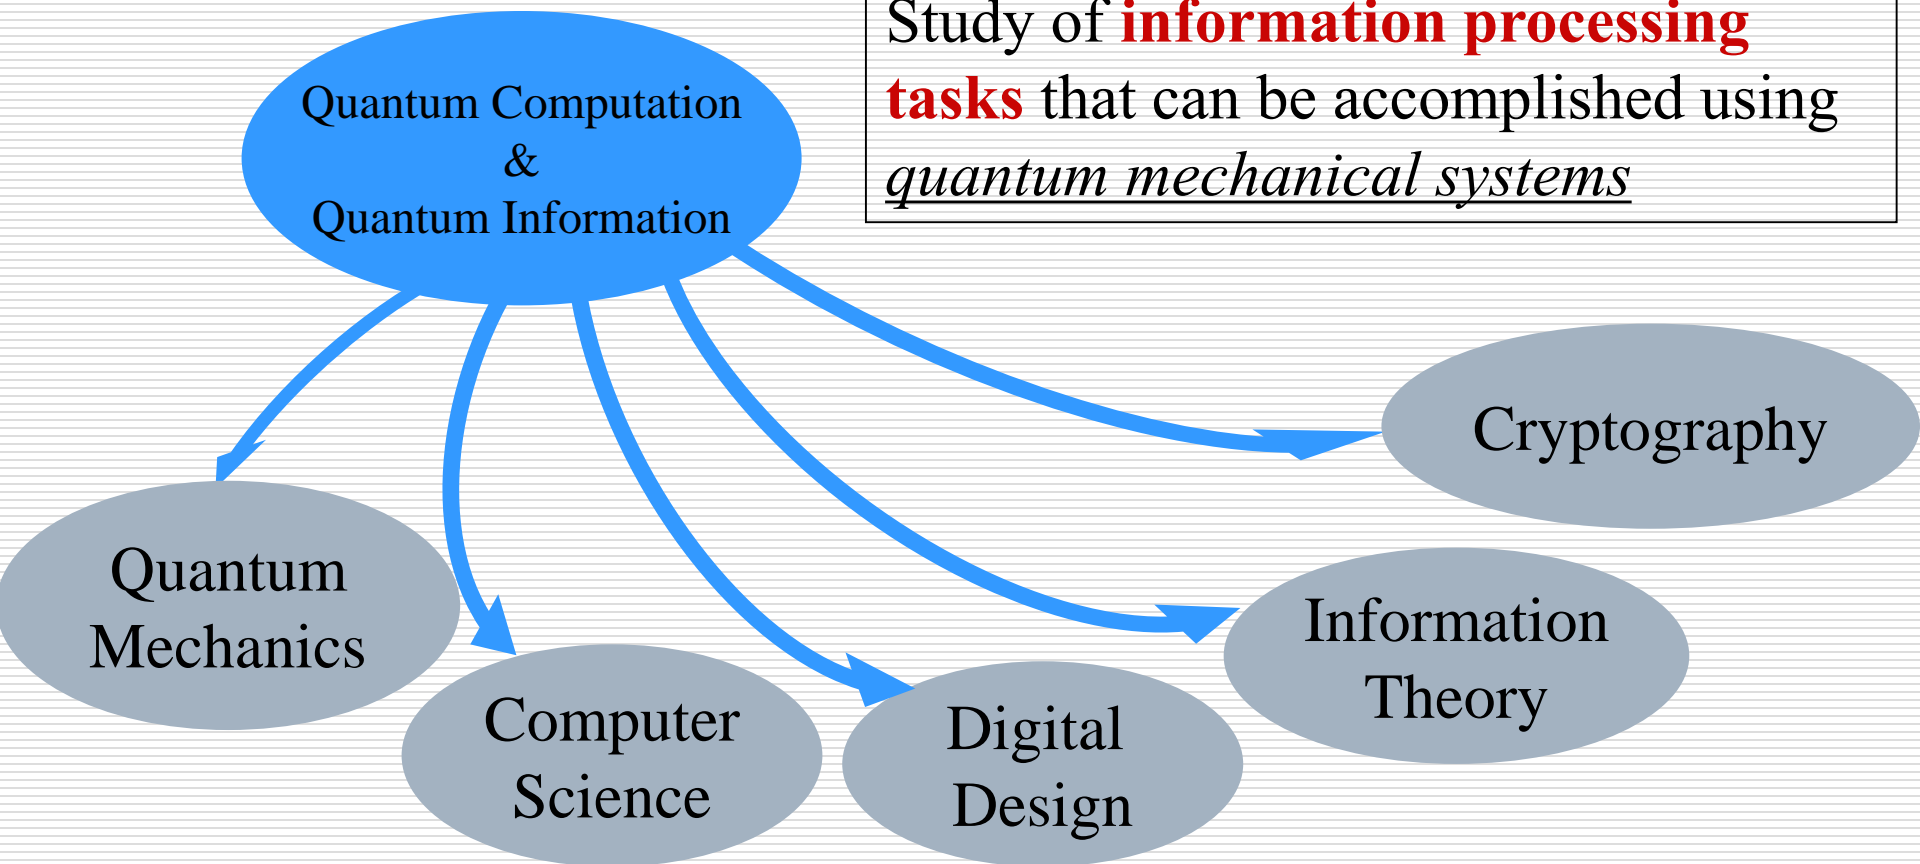 Quantum Computation
&
Quantum Information
Study of information processing
tasks that can be accomplished using
quantum mechanical systems
Cryptography
Quantum
Mechanics
Information
Theory
Computer
Science
Digital
Design